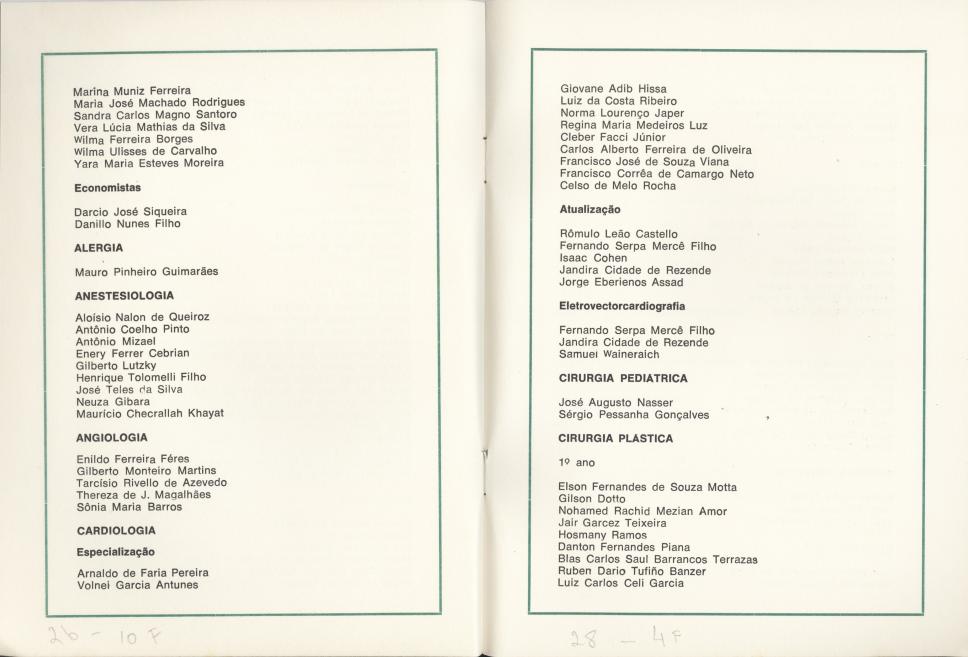 Marina Muniz Ferreira
Maria José Machado Rodrigues
Sandra Carlos Magno Santoro
Vera Lúcia Mathias da Silva
Wilma Ferreira Borges
Wilma Ulisses de Carvalho
Yara Maria Esteves Moreira
Economistas
Darcio José Siqueira
Danillo Nunes Filho
ALERGIA
Mauro Pinheiro Guimarães
ANESTESIOLOGIA
Aloísio Nalon de Queiroz
Antônio Coelho Pinto
Antônio Mizael
Enery Ferrer Cebrian
Gilberto Lutzky
Henrique Tolomelli Filho
José Teles da Silva
Neuza Gibara
Maurício Checrallah Khayat
ANGIOLOGIA
Enildo Ferreira Féres
Gilberto Monteiro Martins
Tarcísio Rivello de Azevedo
Thereza de J. Magalhães
Sônia Maria Barros
CARDIOLOGIA
Especialização
Arnaldo de Faria Pereira
Volnei Garcia Antunes
26 - 10 F
Giovane Adib Hissa
Luiz da Costa Ribeiro
Norma Lourenço Japer
Regina Maria Medeiros Luz
Cleber Facci Júnior
Carlos Alberto Ferreira de Oliveira
Francisco José de Souza Viana
Francisco Corrêa de Camargo Neto
Celso de Melo Rocha
Atualização
Rômulo Leão Castello
Fernando Serpa Mercê Filho
Isaac Cohen
Jandira Cidade de Rezende
Jorge Eberienos Assad
Eletrovectorcardiografia
Fernando Serpa Mercê Filho
Jandira Cidade de Rezende
Samuel Waineraich
CIRURGIA PEDIÁTRICA
José Augusto Nasser
Sérgio Pessanha Gonçalves
CIRURGIA PLÁSTICA
1º ano
Elson Fernandes de Souza Motta
Gilson Dotto
Nohamed Rachid Mezian Amor
Jair Garcez Teixeira
Hosmany Ramos
Danton Fernandes Piana
Blas Carlos Saul Barrancos Terrazas
Ruben Dario Tufiño Banzer
Luiz Carlos Celi Garcia
28 - 4F